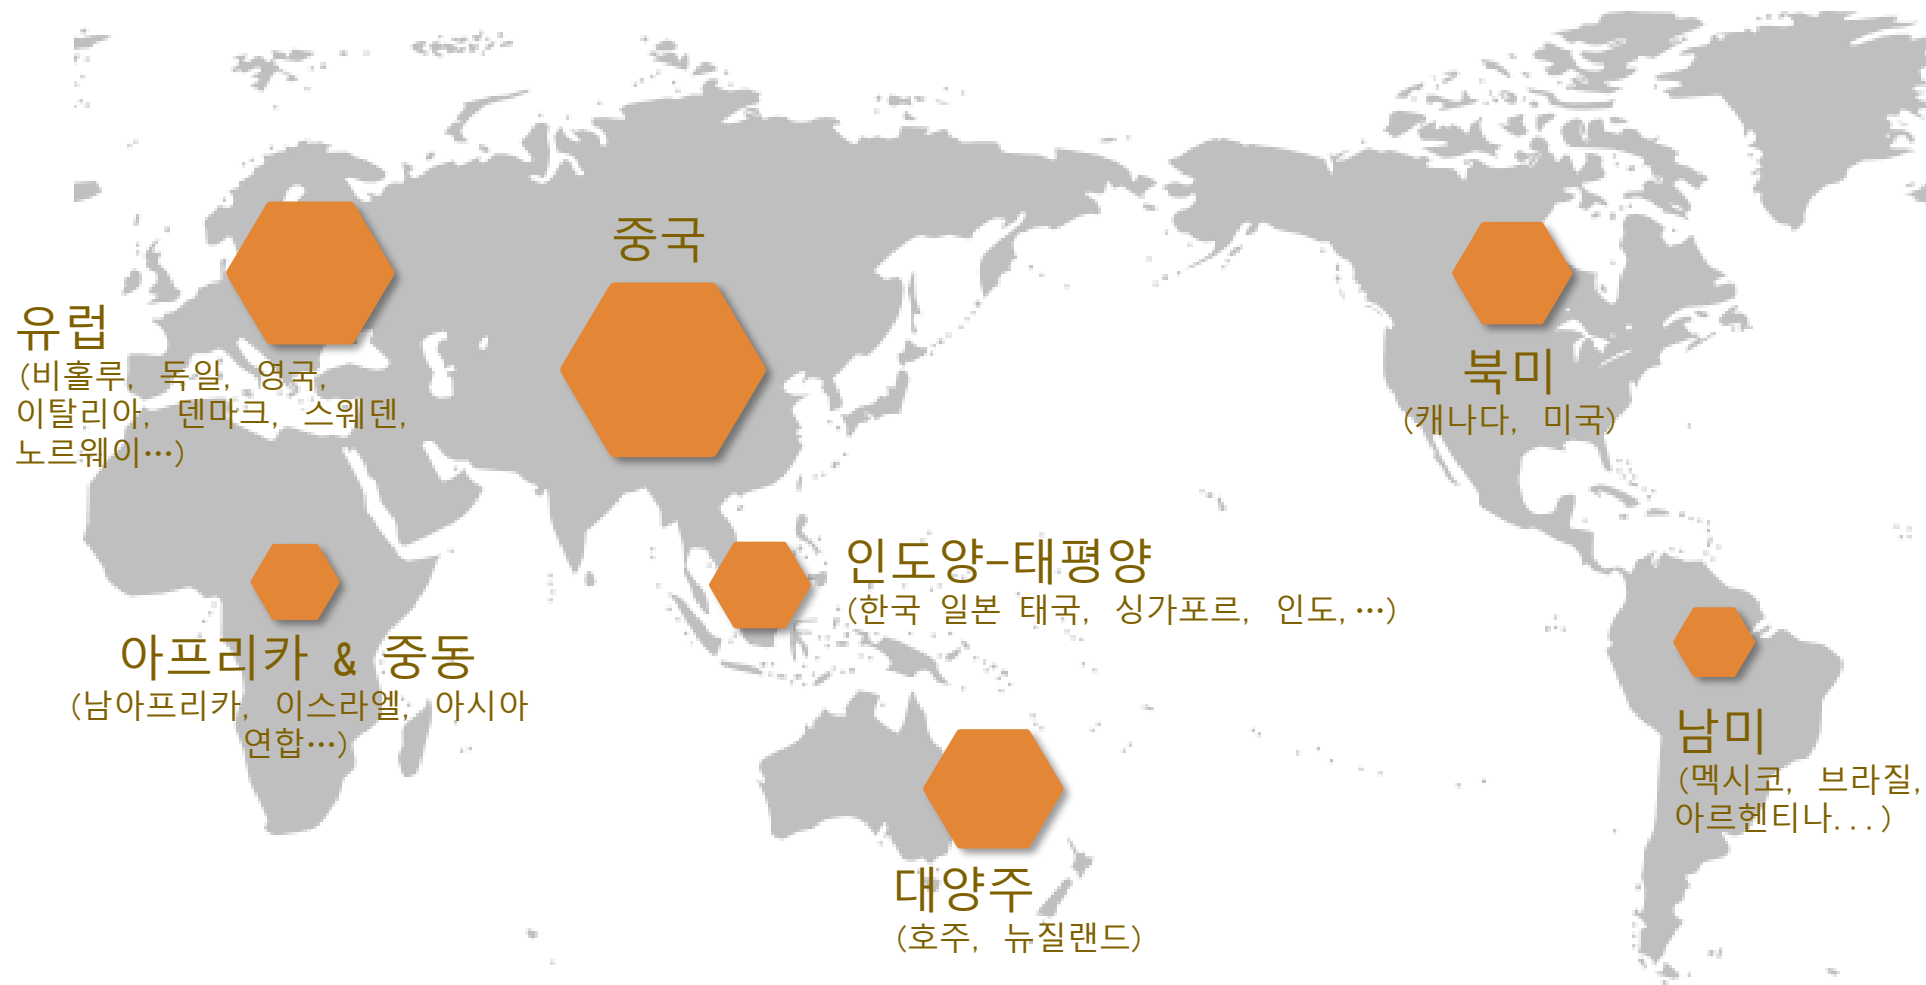 중국
유럽
(비홀루, 독일, 영국,
이탈리아, 덴마크, 스웨덴,
노르웨이…)
북미
(캐나다, 미국)
인도양-태평양
(한국 일본 태국, 싱가포르, 인도,…)
아프리카 & 중동
(남아프리카, 이스라엘, 아시아
연합…)
남미
(멕시코, 브라질,
아르헨티나...)
대양주
(호주, 뉴질랜드)